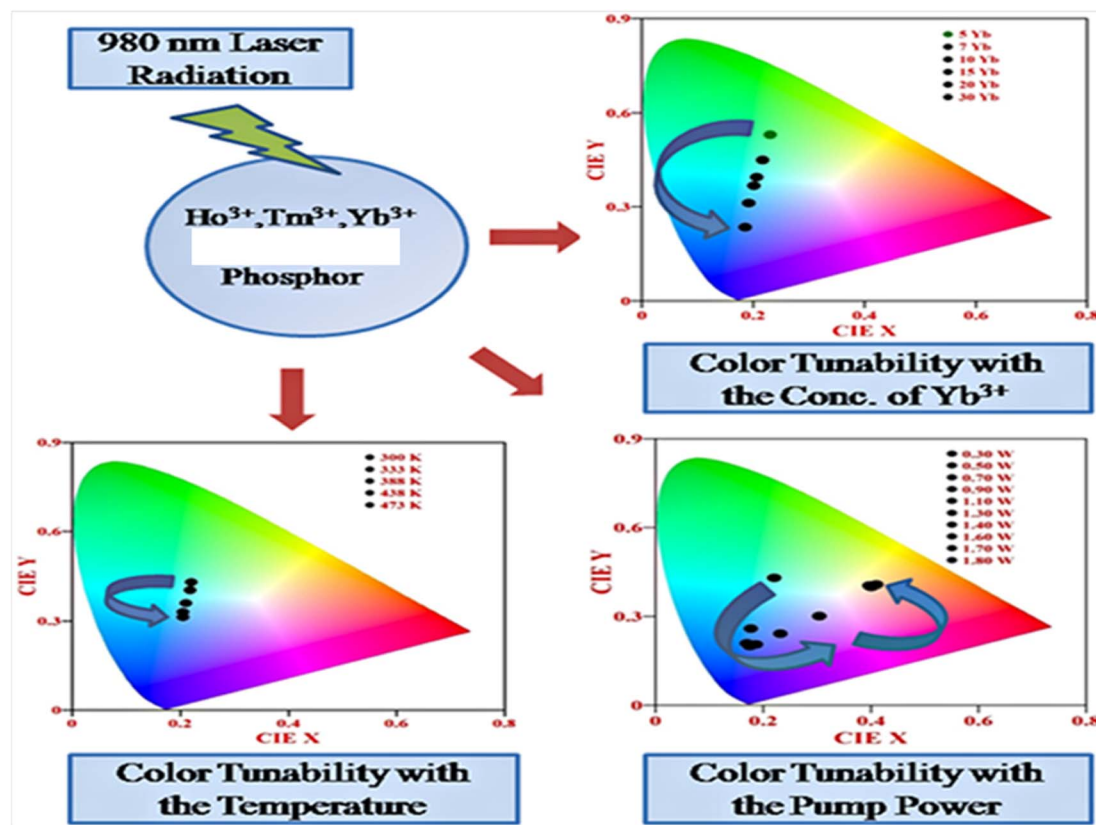 980 nm Laser
Radiation
Ho³⁺,Tm³⁺,Yb³⁺
Phosphor
0.9
0.6
0.3
0
CIE Y
5 Yb
7 Yb
10 Yb
15 Yb
20 Yb
30 Yb
0
0.2
0.4
0.6
0.8
CIE X
Color Tunability with
the Conc. of Yb³⁺
0.9
0.6
0.3
0
CIE Y
300 K
333 K
388 K
438 K
473 K
0
0.2
0.4
0.6
0.8
CIE X
Color Tunability with
the Temperature
0.9
0.6
0.3
0
CIE Y
0.30 W
0.50 W
0.70 W
0.90 W
1.10 W
1.30 W
1.40 W
1.60 W
1.70 W
1.80 W
0
0.2
0.4
0.6
0.8
CIE X
Color Tunability with
the Pump Power